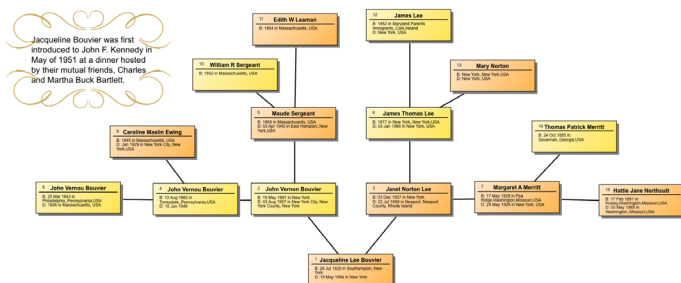 Jacqueline Bouvier was first
introduced to John F. Kennedy in
May of 1951 at a dinner hosted
by their mutual friends, Charles
and Martha Buck Bartlett.
11 Edith W Leaman
B: 1854 in Massachusetts, USA
12 James Lee
B: 1852 in Maryland Parents
Immigrants, Cork,Ireland
D: New York, USA
10 William R Sergeant
B: 1852 in Massachusetts, USA
13 Mary Norton
B: New York, New York,USA
D: New York, USA
5 Maude Sergeant
B: 1868 in Massachusetts, USA
D: 03 Apr 1940 in East Hampton,New
York,USA
6 James Thomas Lee
B: 1877 in New York,,New York,USA
D: 03 Jan 1968 in New York, USA
9 Caroline Maslin Ewing
B: 1845 in Massachusetts, USA
D: Jan 1929 in New York City, New
York,USA
14 Thomas Patrick Merritt
B: 24 Oct 1885 in
Savannah,,Georgia,USA
8 John Vernou Bouvier
B: 23 Mar 1843 in
Philadelphia,,Pennsylvania,USA
D: 1926 in Massachusetts, USA
4 John Vernou Bouvier
B: 12 Aug 1865 in
Torresdale,,Pennsylvania,USA
D: 15 Jan 1948
2 John Vernon Bouvier
B: 19 May 1891 in New York
D: 03 Aug 1957 in New York City, New
York County, New York
3 Janet Norton Lee
B: 03 Dec 1907 in New York
D: 22 Jul 1989 in Newport, Newport
County, Rhode Island
7 Margaret A Merritt
B: 17 May 1928 in Pea
Ridge,Washington,Missouri,USA
D: 28 May 1928 in New York, USA
15 Hattie Jane Northcutt
B: 17 Feb 1891 in
Hulsey,Washington,Missouri,USA
D: 03 May 1965 in
Washington,,Missouri,USA
1 Jacqueline Lee Bouvier
B: 28 Jul 1929 in Southampton, New
York
D: 19 May 1994 in New York